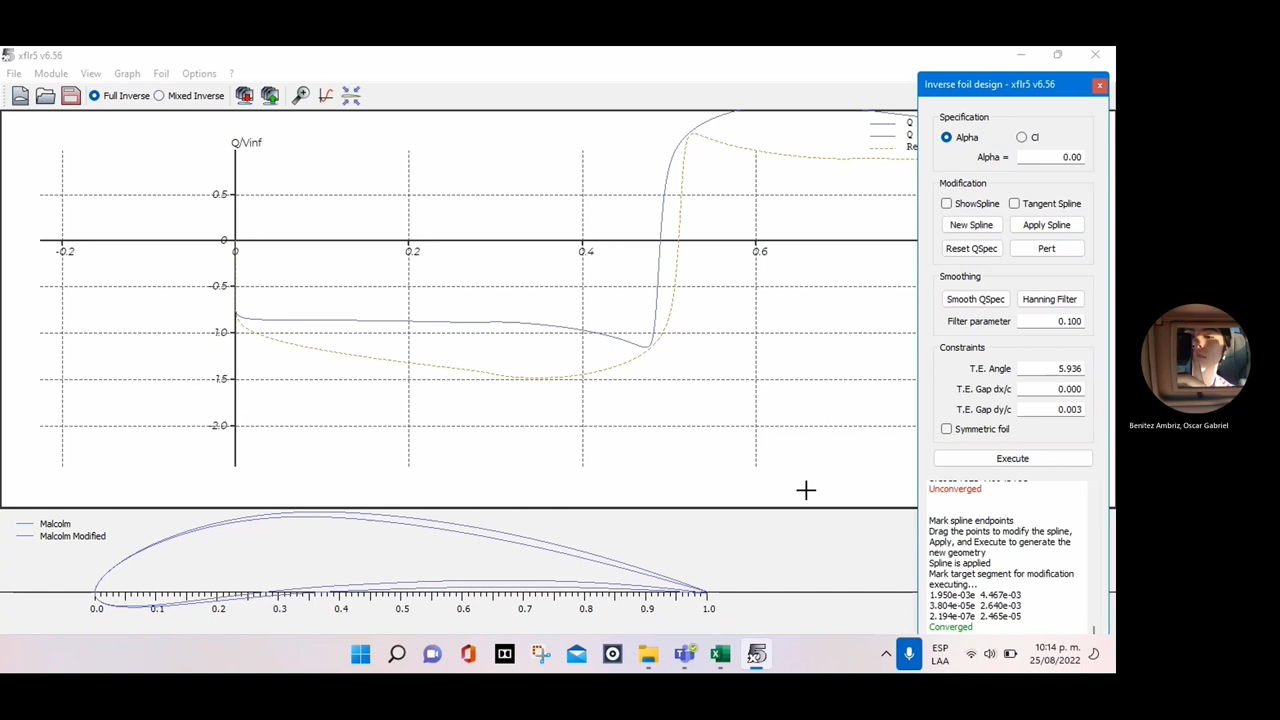 xflr5 v6.56
File Module View Graph Foil Options ?
Full Inverse Mixed Inverse
Q/Vinf
Q
Q
Re
0.5
0
-0.5
-1.0
-1.5
-2.0
-0.2 0 0.2 0.4 0.6
Malcolm
Malcolm Modified
0.0 0.1 0.2 0.3 0.4 0.5 0.6 0.7 0.8 0.9 1.0
Inverse foil design - xflr5 v6.56
Specification
Alpha Cl
Alpha = 0.00
Modification
ShowSpline Tangent Spline
New Spline Apply Spline
Reset QSpec Pert
Smoothing
Smooth QSpec Hanning Filter
Filter parameter 0.100
Constraints
T.E. Angle 5.936
T.E. Gap dx/c 0.000
T.E. Gap dy/c 0.003
Symmetric foil
Execute
Unconverged
Mark spline endpoints
Drag the points to modify the spline,
Apply, and Execute to generate the
new geometry
Spline is applied
Mark target segment for modification
executing...
1.950e-03e 4.467e-03
3.804e-05e 2.640e-03
2.194e-07e 2.465e-05
Converged
ESP
LAA
10:14 p. m.
25/08/2022
Benitez Ambriz, Oscar Gabriel